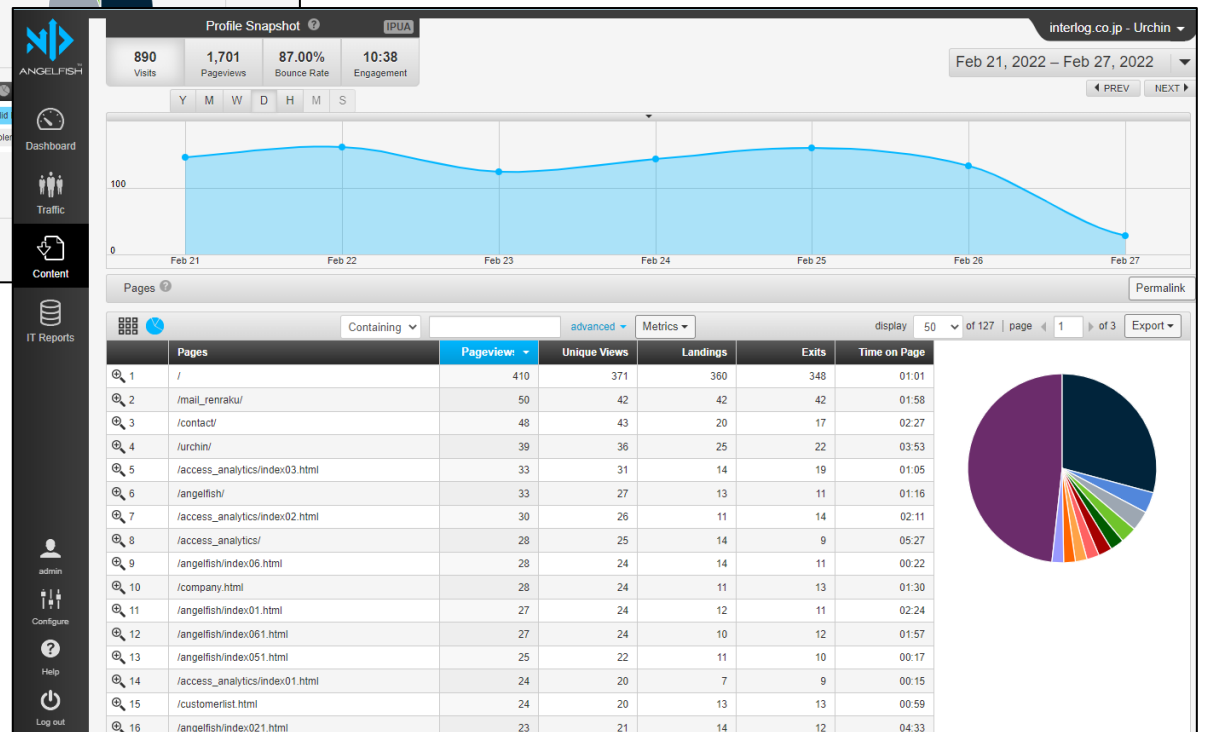 Profile Snapshot ? IPUA
interlog.co.jp - Urchin
ANGELFISH
890 1,701 87.00% 10:38
Visits Pageviews Bounce Rate Engagement
Feb 21, 2022 – Feb 27, 2022
PREV NEXT
Y M W D H M S
Dashboard
Traffic
Content
IT Reports
admin
Configure
Help
Log out
100
0
Feb 21 Feb 22 Feb 23 Feb 24 Feb 25 Feb 26 Feb 27
Pages ?
Permalink
Containing advanced Metrics display 50 of 127 | page 1 of 3 Export
Pages Pageviews Unique Views Landings Exits Time on Page
1 / 410 371 360 348 01:01
2 /mail_renraku/ 50 42 42 42 01:58
3 /contact/ 48 43 20 17 02:27
4 /urchin/ 39 36 25 22 03:53
5 /access_analytics/index03.html 33 31 14 19 01:05
6 /angelfish/ 33 27 13 11 01:16
7 /access_analytics/index02.html 30 26 11 14 02:11
8 /access_analytics/ 28 25 14 9 05:27
9 /angelfish/index06.html 28 24 14 11 00:22
10 /company.html 28 24 11 13 01:30
11 /angelfish/index01.html 27 24 12 11 02:24
12 /angelfish/index061.html 27 24 10 12 01:57
13 /angelfish/index051.html 25 22 11 10 00:17
14 /access_analytics/index01.html 24 20 7 9 00:15
15 /customerlist.html 24 20 13 13 00:59
16 /angelfish/index021.html 23 21 14 12 04:33